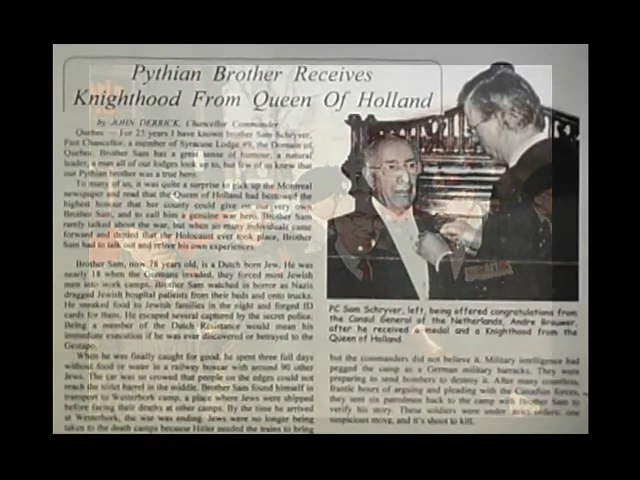 Pythian Brother Receives
Knighthood From Queen Of Holland
by JOHN DERRICK, Chancellor Commander
Quebec — For 25 years I have known brother Sam Schryver,
Past Chancellor, a member of Syracuse Lodge #9, the Domain of
Quebec. Brother Sam has a great sense of humour, a natural
leader, a man all of our lodges look up to, but few of us knew that
our Pythian brother was a true hero.
To many of us, it was quite a surprise to pick up the Montreal
newspaper and read that the Queen of Holland had bestowed the
highest honour that her county could give on our very own
Brother Sam, and to call him a genuine war hero. Brother Sam
rarely talked about the war, but when so many individuals came
forward and denied that the Holocaust ever took place, Brother
Sam had to talk out and relive his own experiences.
Brother Sam, now 78 years old, is a Dutch born Jew. He was
nearly 18 when the Germans invaded, they forced most Jewish
men into work camps. Brother Sam watched in horror as Nazis
dragged Jewish hospital patients from their beds and onto trucks.
He sneaked food to Jewish families in the night and forged ID
cards for them. He escaped several captured by the secret police.
Being a member of the Dutch Resistance would mean his
immediate execution if he was ever discovered or betrayed to the
Gestapo.
When he was finally caught for good, he spent three full days
without food or water in a railway boxcar with around 90 other
Jews. The car was so crowded that people on the edges could not
reach the toilet barrel in the middle. Brother Sam found himself in
transport to Westerbork camp, a place where Jews were shipped
before facing their deaths at other camps. By the time he arrived
at Westerbork, the war was ending. Jews were no longer being
taken to the death camps because Hitler needed the trains to bring
PC Sam Schryver, left, being offered congratulations from
the Consul General of the Netherlands, Andre Brouwer,
after he received a medal and a Knighthood from the
Queen of Holland.
but the commanders did not believe it. Military intelligence had
pegged the camp as a German military barracks. They were
preparing to send bombers to destroy it. After many countless,
frantic hours of arguing and pleading with the Canadian forces,
they sent six patrolmen back to the camp with Brother Sam to
verify his story. These soldiers were under strict orders: one
suspicious move, and it's shoot to kill.